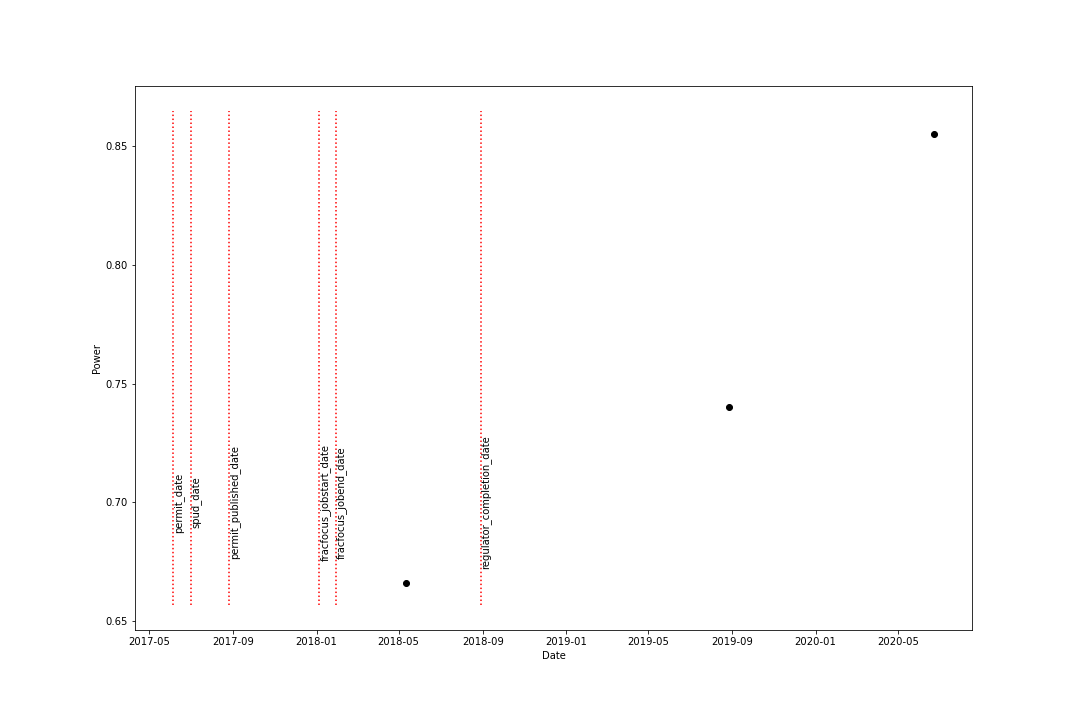 0.85
0.80
Power
0.75
0.70
0.65
permit_date
spud_date
permit_published_date
fracfocus_jobstart_date
fracfocus_jobend_date
regulator_completion_date
2017-05 2017-09 2018-01 2018-05 2018-09 2019-01 2019-05 2019-09 2020-01 2020-05
Date